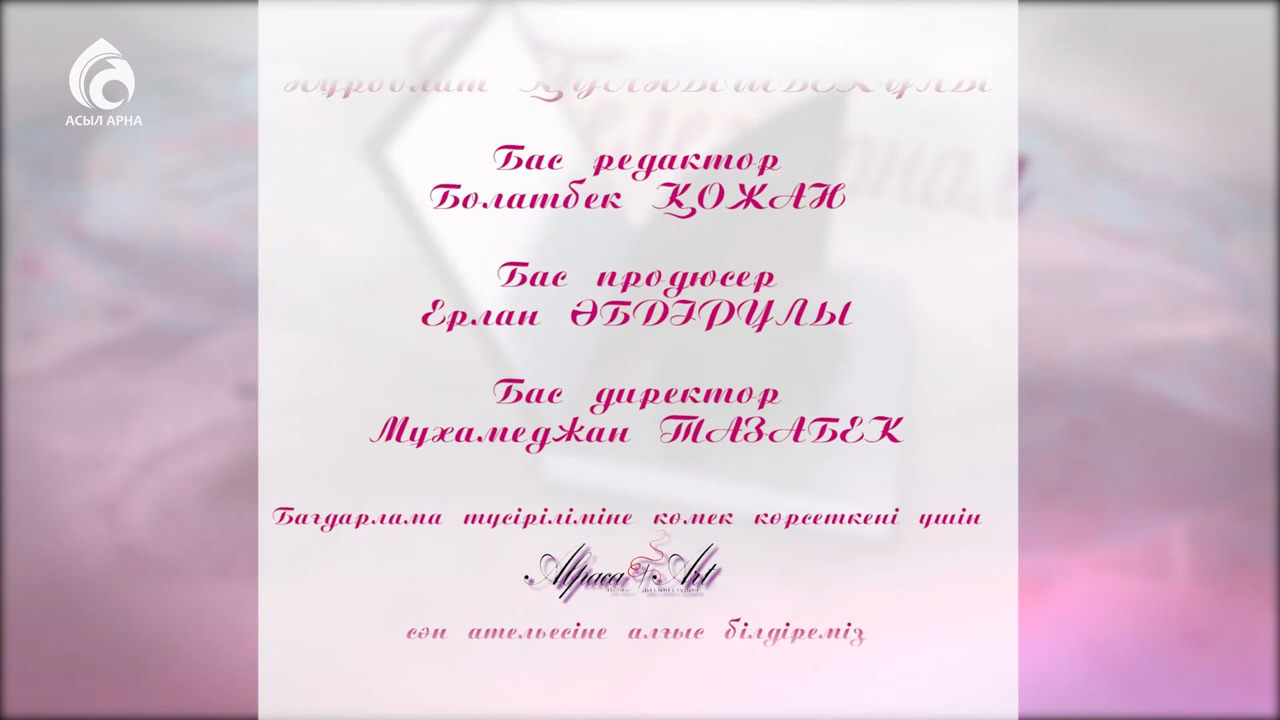 АСЫЛ АРНА
Бас редактор
Болатбек ҚОЖАН
Бас продюсер
Ерлан ӘБДІРҰЛЫ
Бас директор
Мұхамеджан ТАЗАБЕК
Бағдарлама түсіріліміне көмек көрсеткені үшін
Alpaca Art
сән ательесіне алғыс білдіреміз